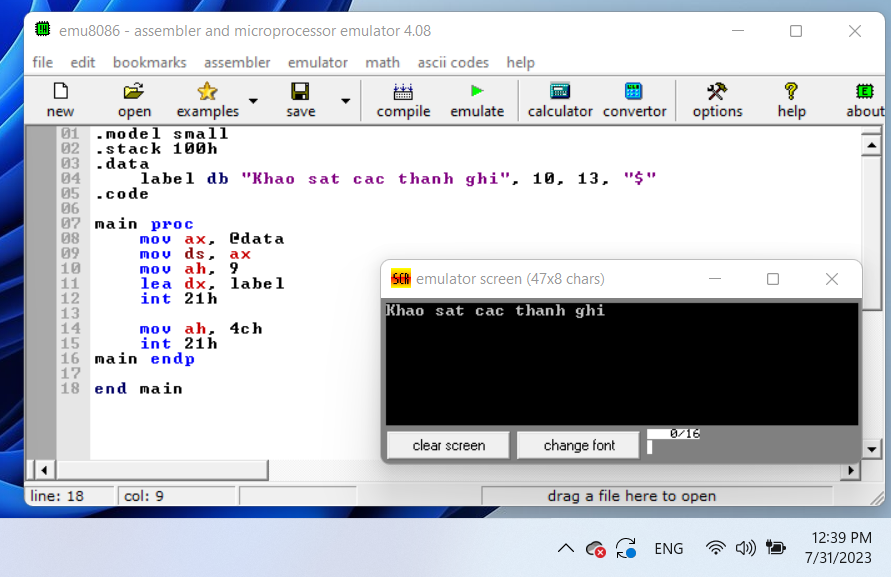 emu8086 - assembler and microprocessor emulator 4.08
file edit bookmarks assembler emulator math ascii codes help
new open examples save compile emulate calculator convertor options help about
01 .model small
02 .stack 100h
03 .data
04 label db "Khao sat cac thanh ghi", 10, 13, "$"
05 .code
06
07 main proc
08 mov ax, @data
09 mov ds, ax
10 mov ah, 9
11 lea dx, label
12 int 21h
13
14 mov ah, 4ch
15 int 21h
16 main endp
17
18 end main
SCR emulator screen (47x8 chars)
Khao sat cac thanh ghi
clear screen change font 0/16
line: 18 col: 9 drag a file here to open
ENG 12:39 PM
7/31/2023